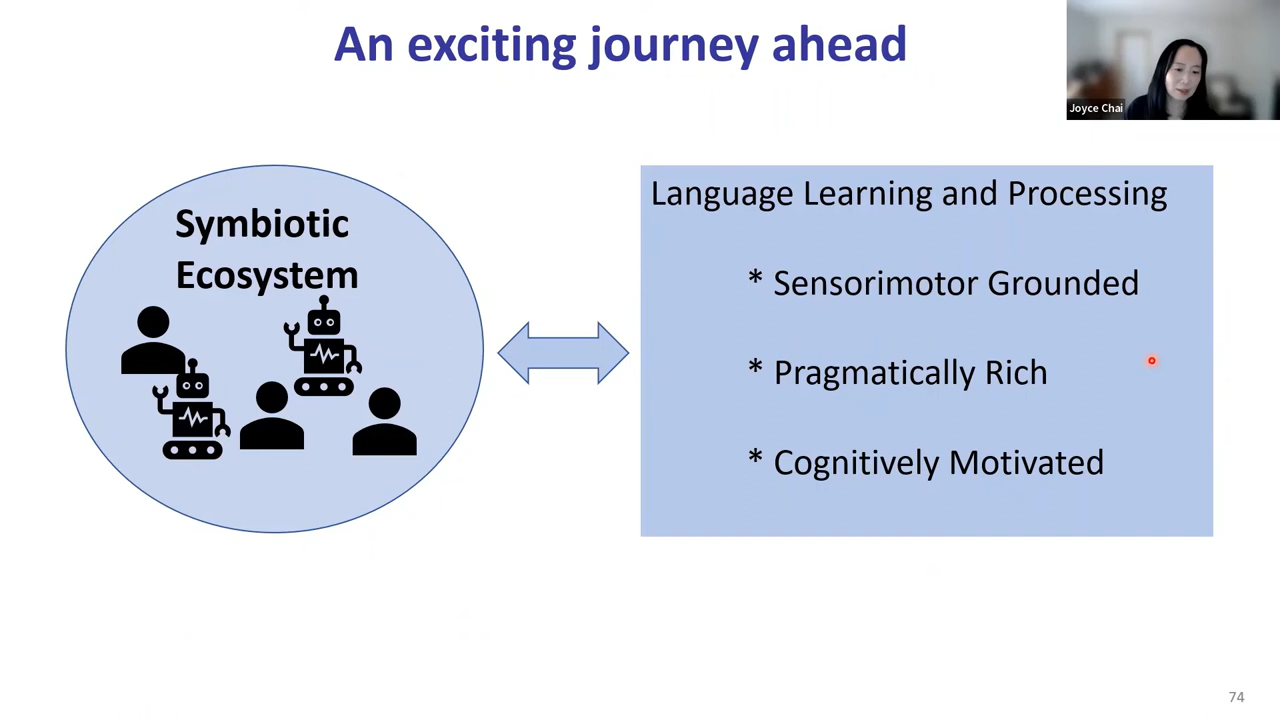 An exciting journey ahead
Joyce Chai
Symbiotic
Ecosystem
Language Learning and Processing
* Sensorimotor Grounded
* Pragmatically Rich
* Cognitively Motivated
74